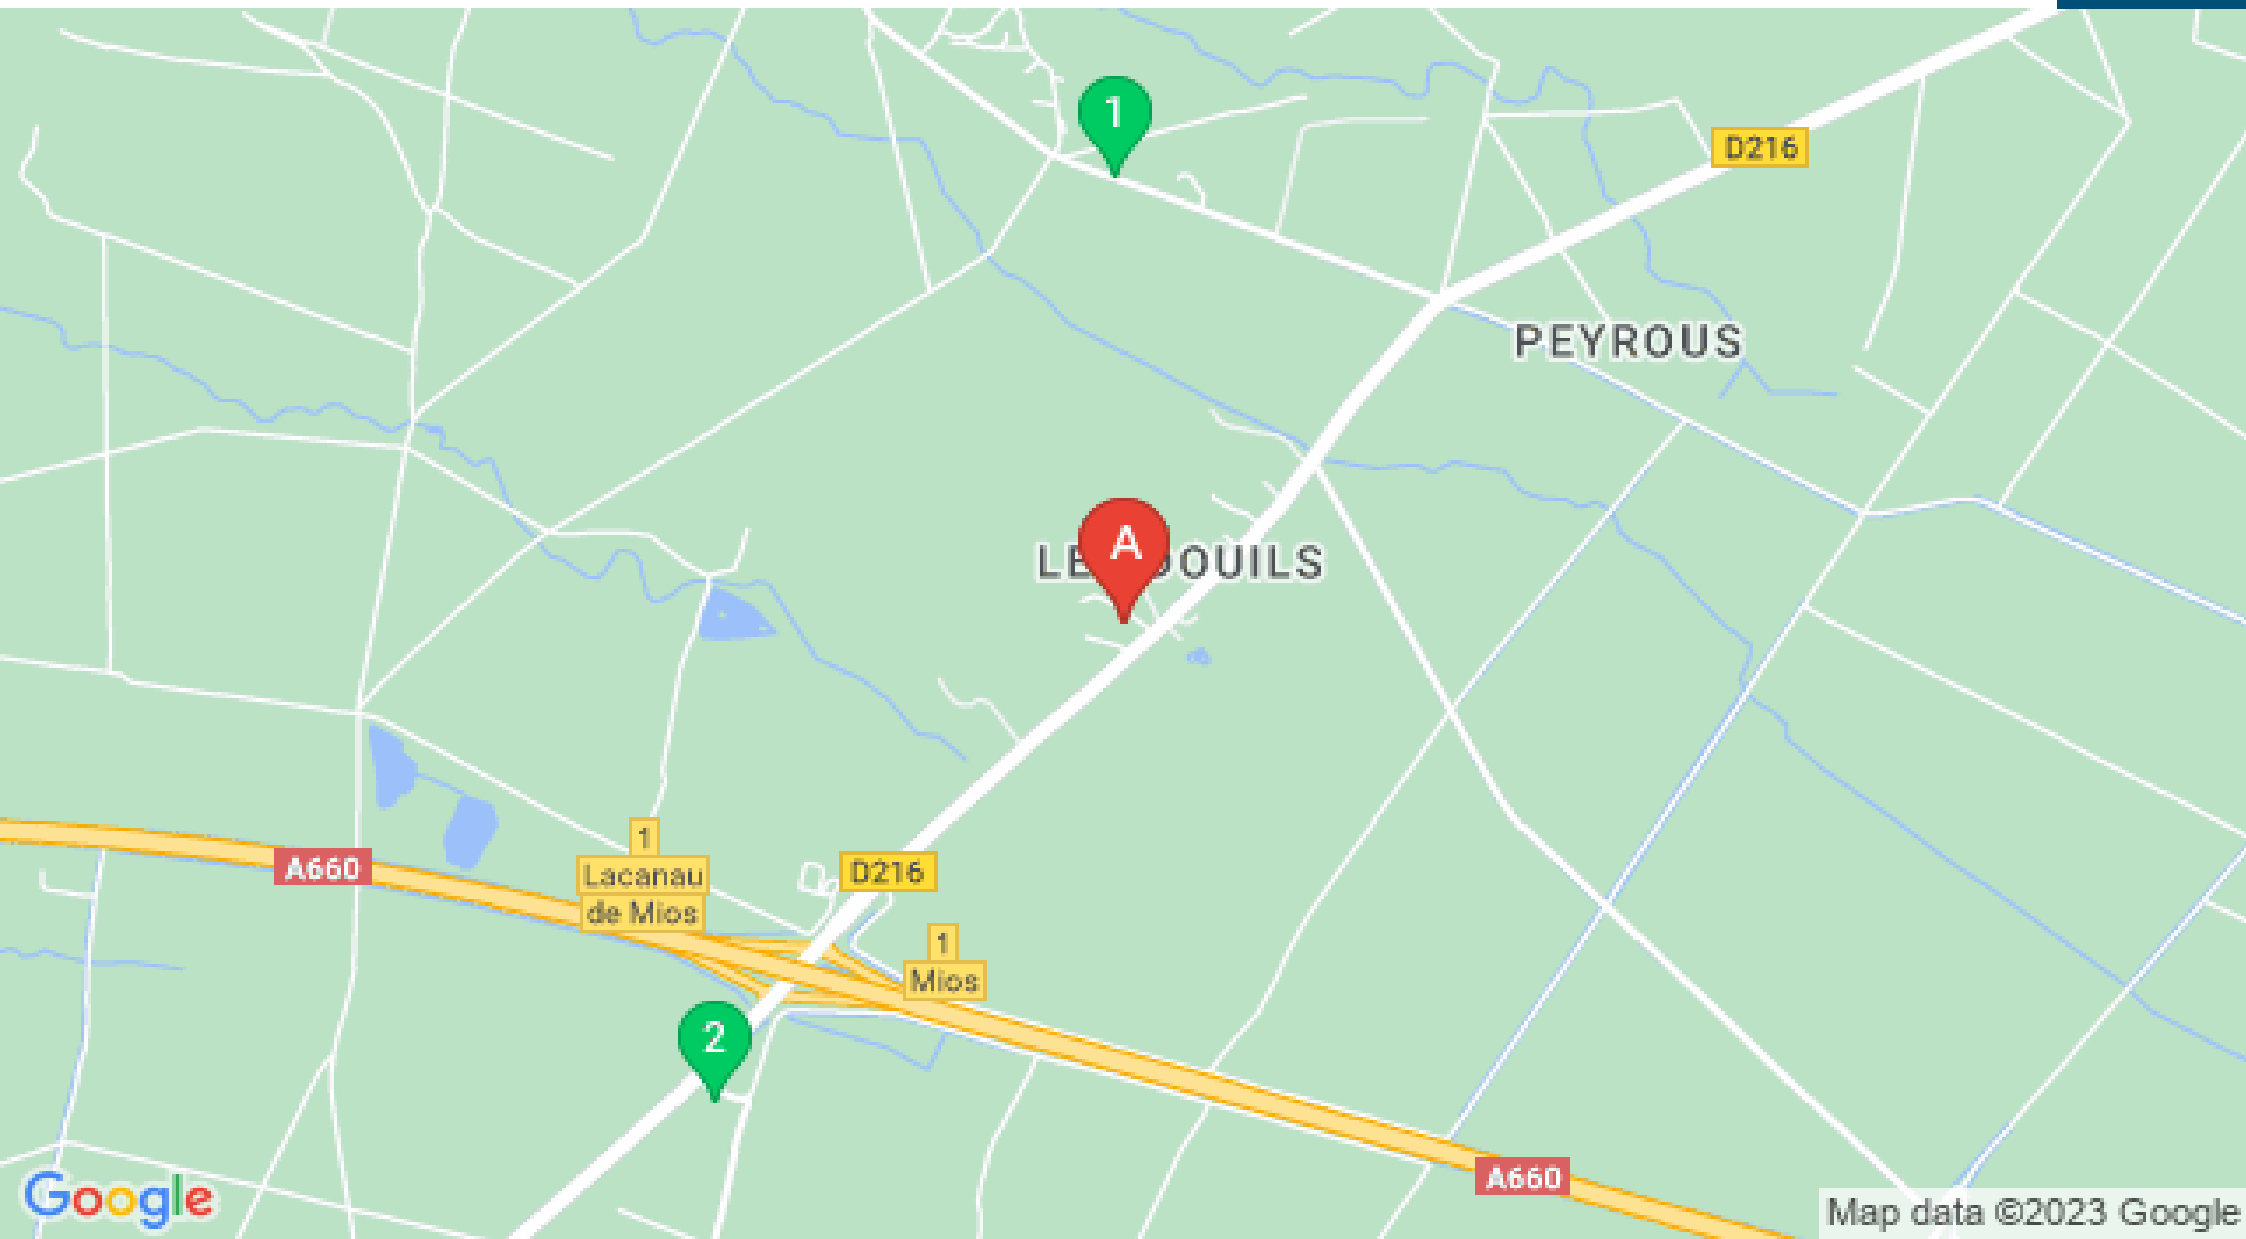 1
D216
PEYROUS
A
LE OUILS
1
Lacanau
de Mios
A660
D216
1
Mios
2
A660
Google
Map data ©2023 Google